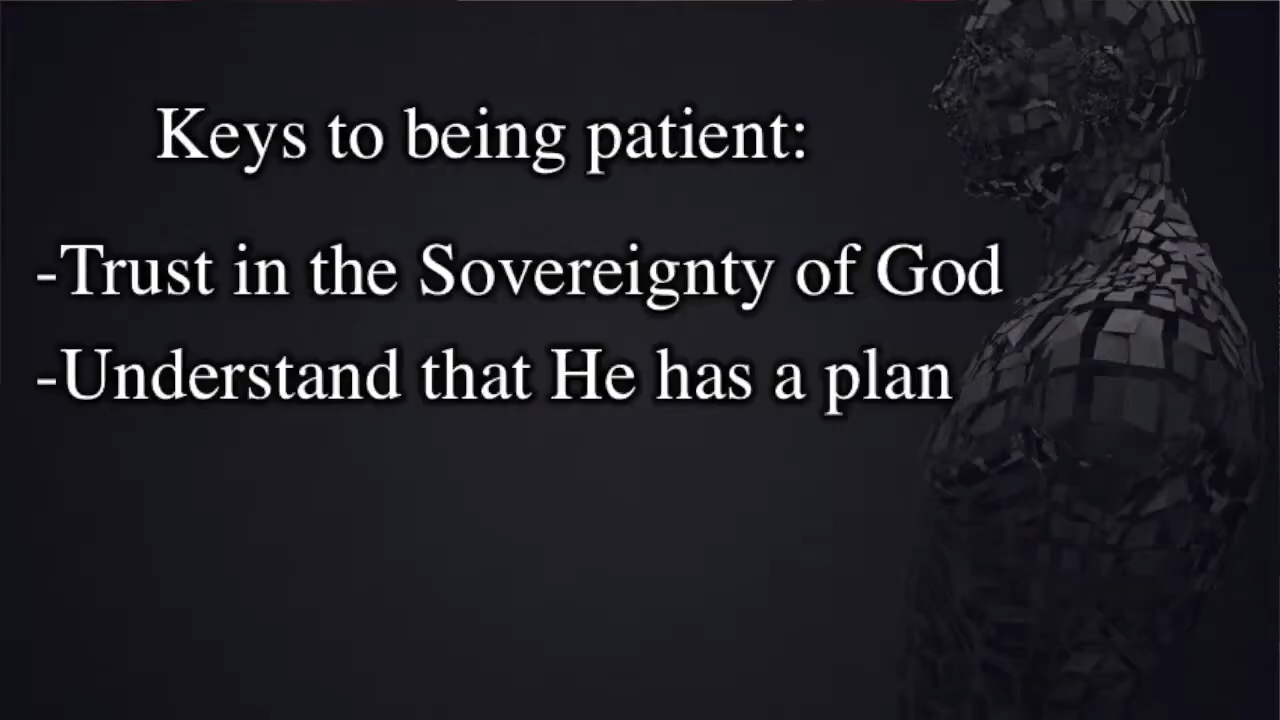 Keys to being patient:
-Trust in the Sovereignty of God
-Understand that He has a plan